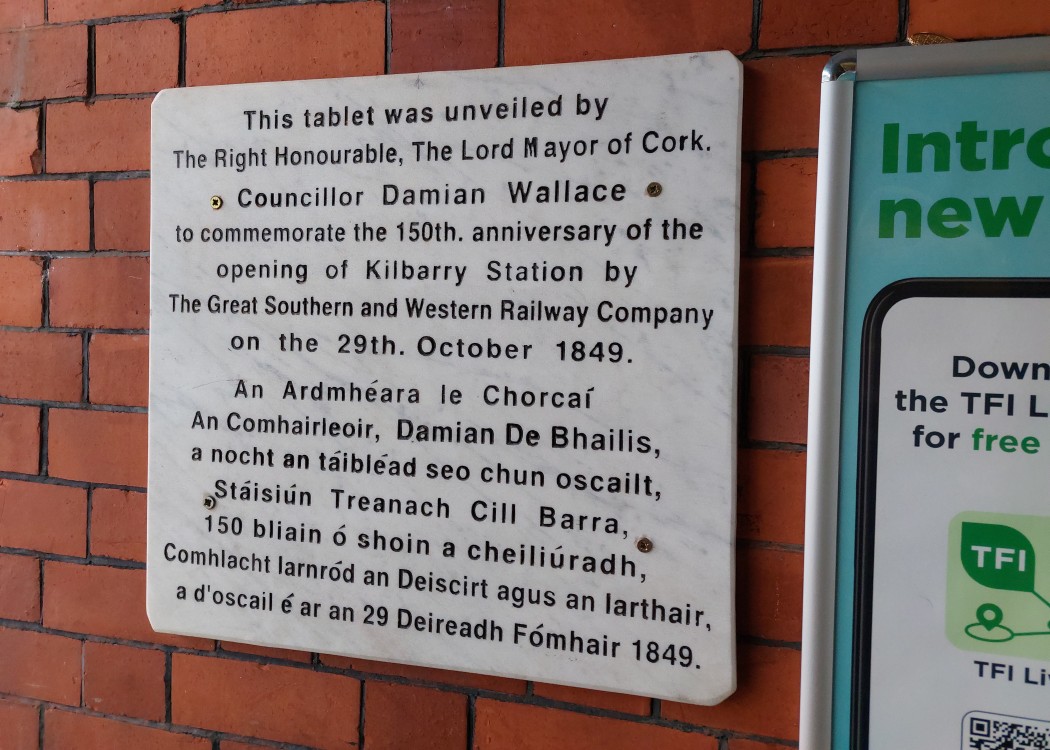 This tablet was unveiled by
The Right Honourable, The Lord Mayor of Cork.
Councillor Damian Wallace
to commemorate the 150th. anniversary of the
opening of Kilbarry Station by
The Great Southern and Western Railway Company
on the 29th. October 1849.
An Ardmhéara le Chorcaí
An Comhairleoir, Damian De Bhailis,
a nocht an táibléad seo chun oscailt,
Stáisiún Treanach Cill Barra,
150 bliain ó shoin a cheiliúradh,
Comhlacht Iarnród an Deiscirt agus an Iarthair,
a d'oscail é ar an 29 Deireadh Fómhair 1849.
new
the TFI
for free
TFI
TFI